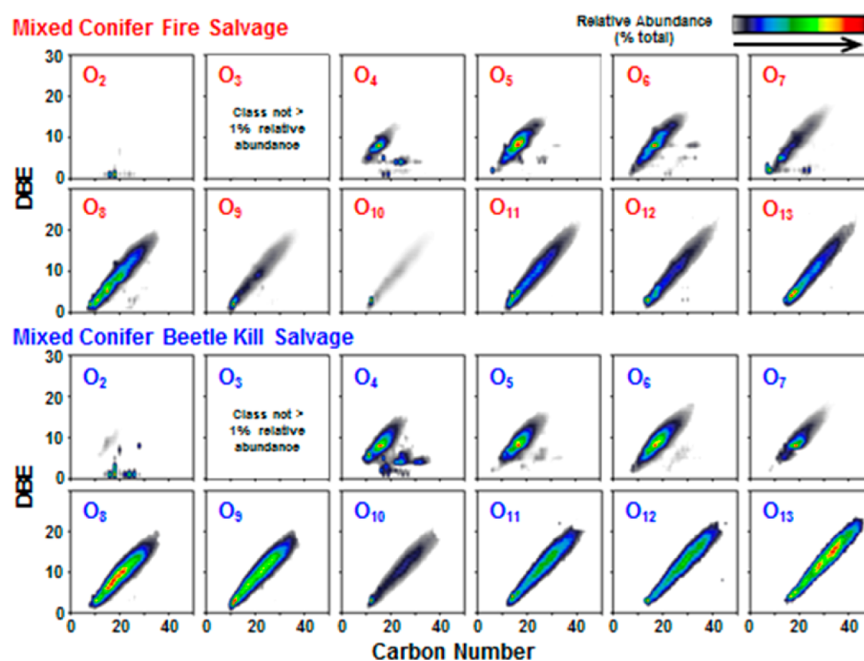 Mixed Conifer Fire Salvage
Relative Abundance
(% total)
30
20
10
0
DBE
O2
O3
Class not >
1% relative
abundance
O4
O5
O6
O7
20
10
0
O8
O9
O10
O11
O12
O13
Mixed Conifer Beetle Kill Salvage
30
20
10
0
DBE
O2
O3
Class not >
1% relative
abundance
O4
O5
O6
O7
20
10
0
O8
O9
O10
O11
O12
O13
0 20 40 0 20 40 0 20 40 0 20 40 0 20 40 0 20 40
Carbon Number